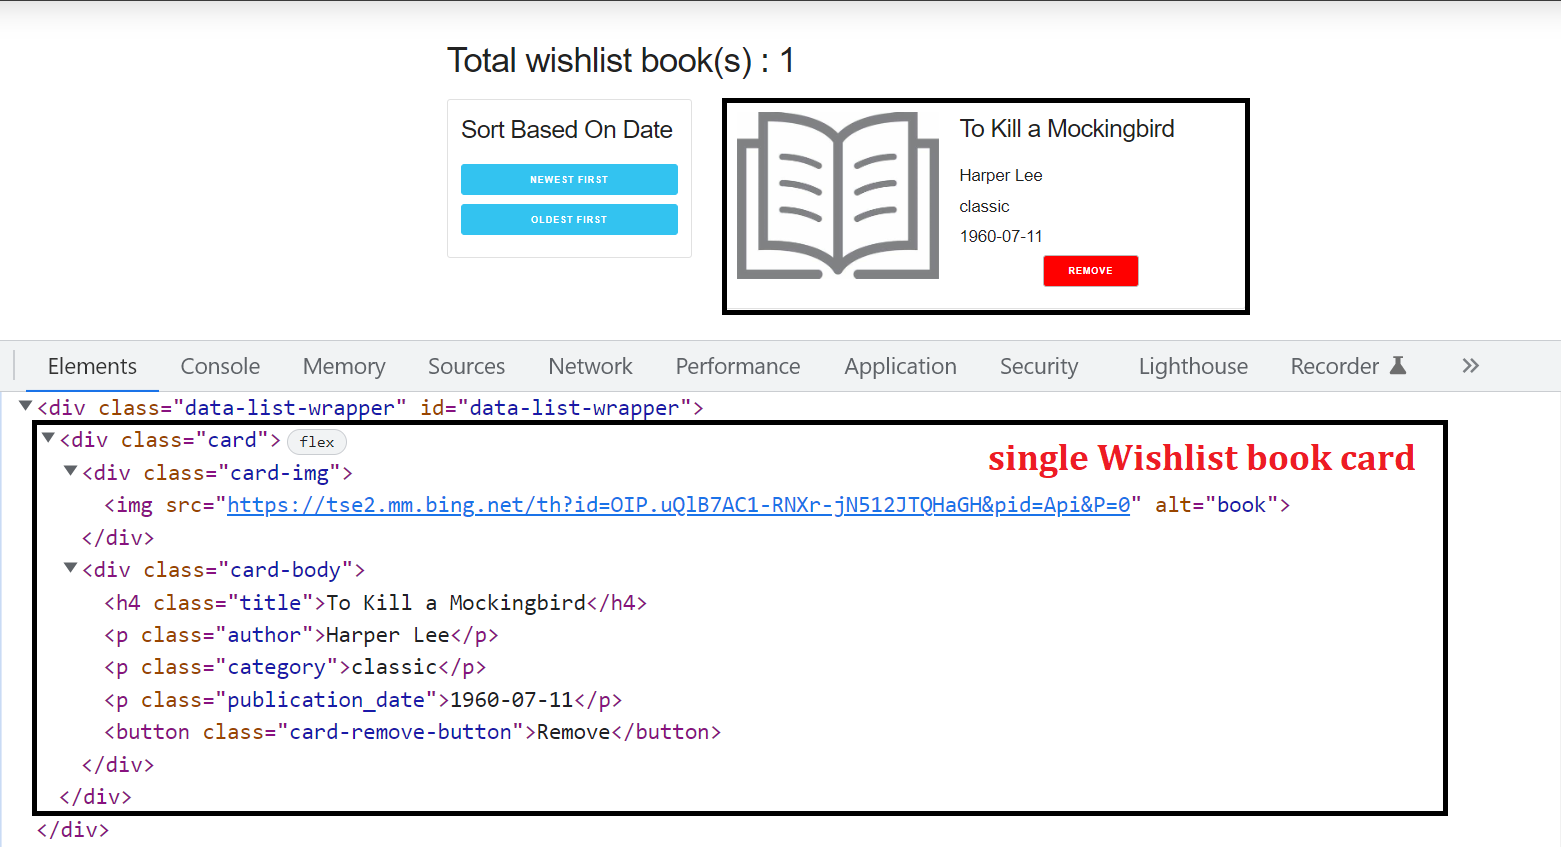 Total wishlist book(s) : 1
Sort Based On Date
NEWEST FIRST
OLDEST FIRST
To Kill a Mockingbird
Harper Lee
classic
1960-07-11
REMOVE
Elements Console Memory Sources Network Performance Application Security Lighthouse Recorder
<div class="data-list-wrapper" id="data-list-wrapper">
<div class="card"> flex
single Wishlist book card
<div class="card-img">
<img src="https://tse2.mm.bing.net/th?id=OIP.uQlB7AC1-RNXr-jN512JTQHaGH&pid=Api&P=0" alt="book">
</div>
<div class="card-body">
<h4 class="title">To Kill a Mockingbird</h4>
<p class="author">Harper Lee</p>
<p class="category">classic</p>
<p class="publication_date">1960-07-11</p>
<button class="card-remove-button">Remove</button>
</div>
</div>
</div>